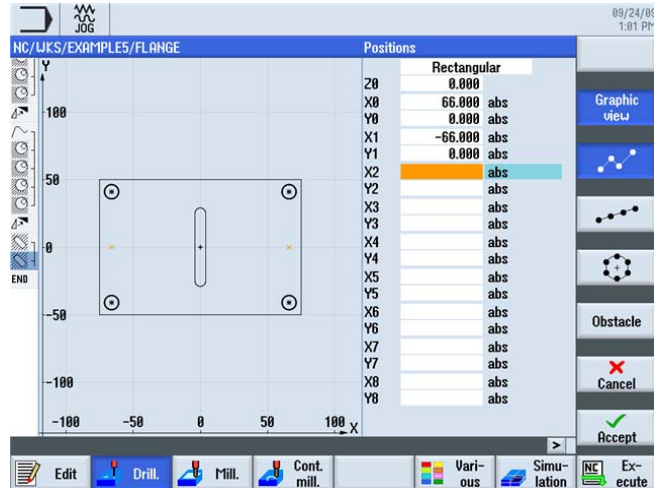 JOG
09/24/09
1:01 PM
NC/WKS/EXAMPLE5/FLANGE
Positions
Y
Rectangular
Z0 0.000
X0 66.000 abs
Y0 0.000 abs
X1 -66.000 abs
Y1 0.000 abs
X2 abs
Y2 abs
X3 abs
Y3 abs
X4 abs
Y4 abs
X5 abs
Y5 abs
X6 abs
Y6 abs
X7 abs
Y7 abs
X8 abs
Y8 abs
100
50
0
-50
-100
-100 -50 0 50 100 X
END
Graphic
view
Obstacle
Cancel
Accept
>
Edit
Drill.
Mill.
Cont.
mill.
Vari-
ous
Simu-
lation
NC
Ex-
ecute